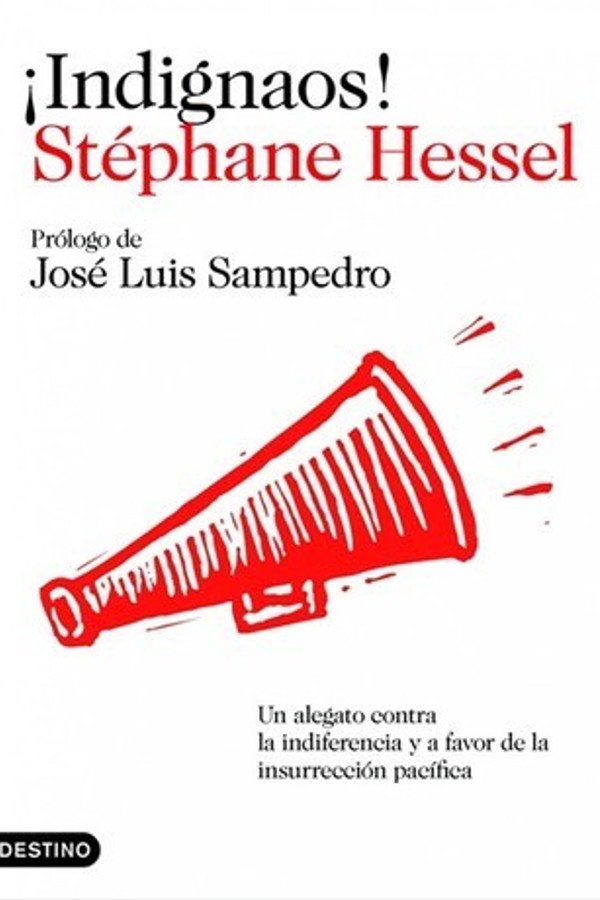 ¡Indignaos!
Stéphane Hessel
Prólogo de
José Luis Sampedro
Un alegato contra
la indiferencia y a favor de la
insurrección pacífica
DESTINO